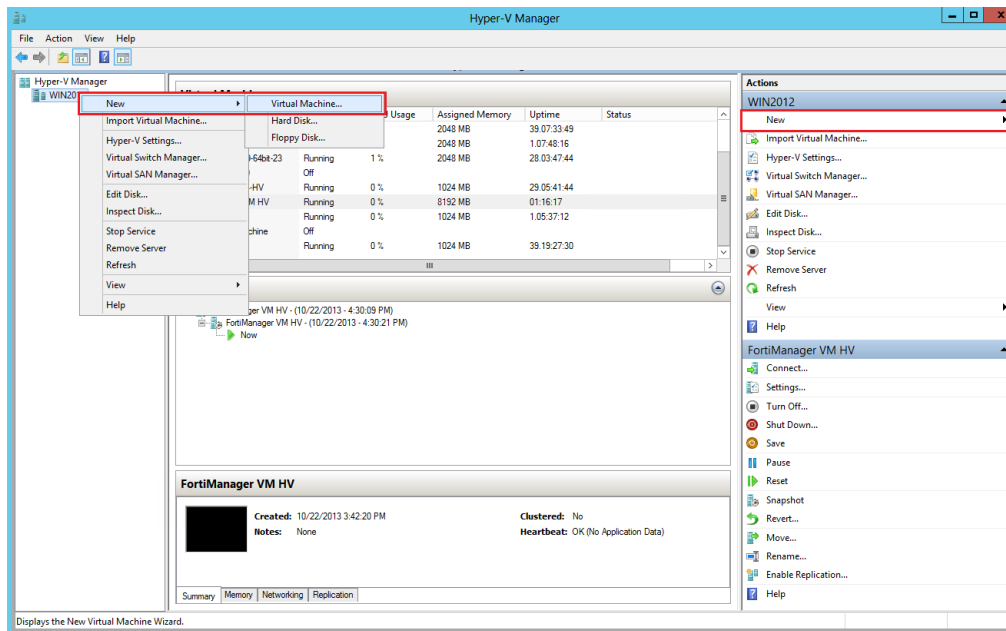 Hyper-V Manager
File Action View Help
Hyper-V Manager
WIN20
New
Import Virtual Machine...
Hyper-V Settings...
Virtual Switch Manager...
Virtual SAN Manager...
Edit Disk...
Inspect Disk...
Stop Service
Remove Server
Refresh
View
Help
Virtual Machine...
Hard Disk...
Floppy Disk...
Usage Assigned Memory Uptime Status
2048 MB 39.07:33:49
2048 MB 1.07:48:16
-64bit-23 Running 1 % 2048 MB 28.03:47:44
Off
-HV Running 0 % 1024 MB 29.05:41:44
M HV Running 0 % 8192 MB 01:16:17
Running 0 % 1024 MB 1.05:37:12
chine Off
Running 0 % 1024 MB 39.19:27:30
ger VM HV - (10/22/2013 - 4:30:09 PM)
FortiManager VM HV - (10/22/2013 - 4:30:21 PM)
Now
FortiManager VM HV
Created: 10/22/2013 3:42:20 PM
Notes: None
Clustered: No
Heartbeat: OK (No Application Data)
Summary Memory Networking Replication
Actions
WIN2012
New
Import Virtual Machine...
Hyper-V Settings...
Virtual Switch Manager...
Virtual SAN Manager...
Edit Disk...
Inspect Disk...
Stop Service
Remove Server
Refresh
View
Help
FortiManager VM HV
Connect...
Settings...
Turn Off...
Shut Down...
Save
Pause
Reset
Snapshot
Revert...
Move...
Rename...
Enable Replication...
Help
Displays the New Virtual Machine Wizard.